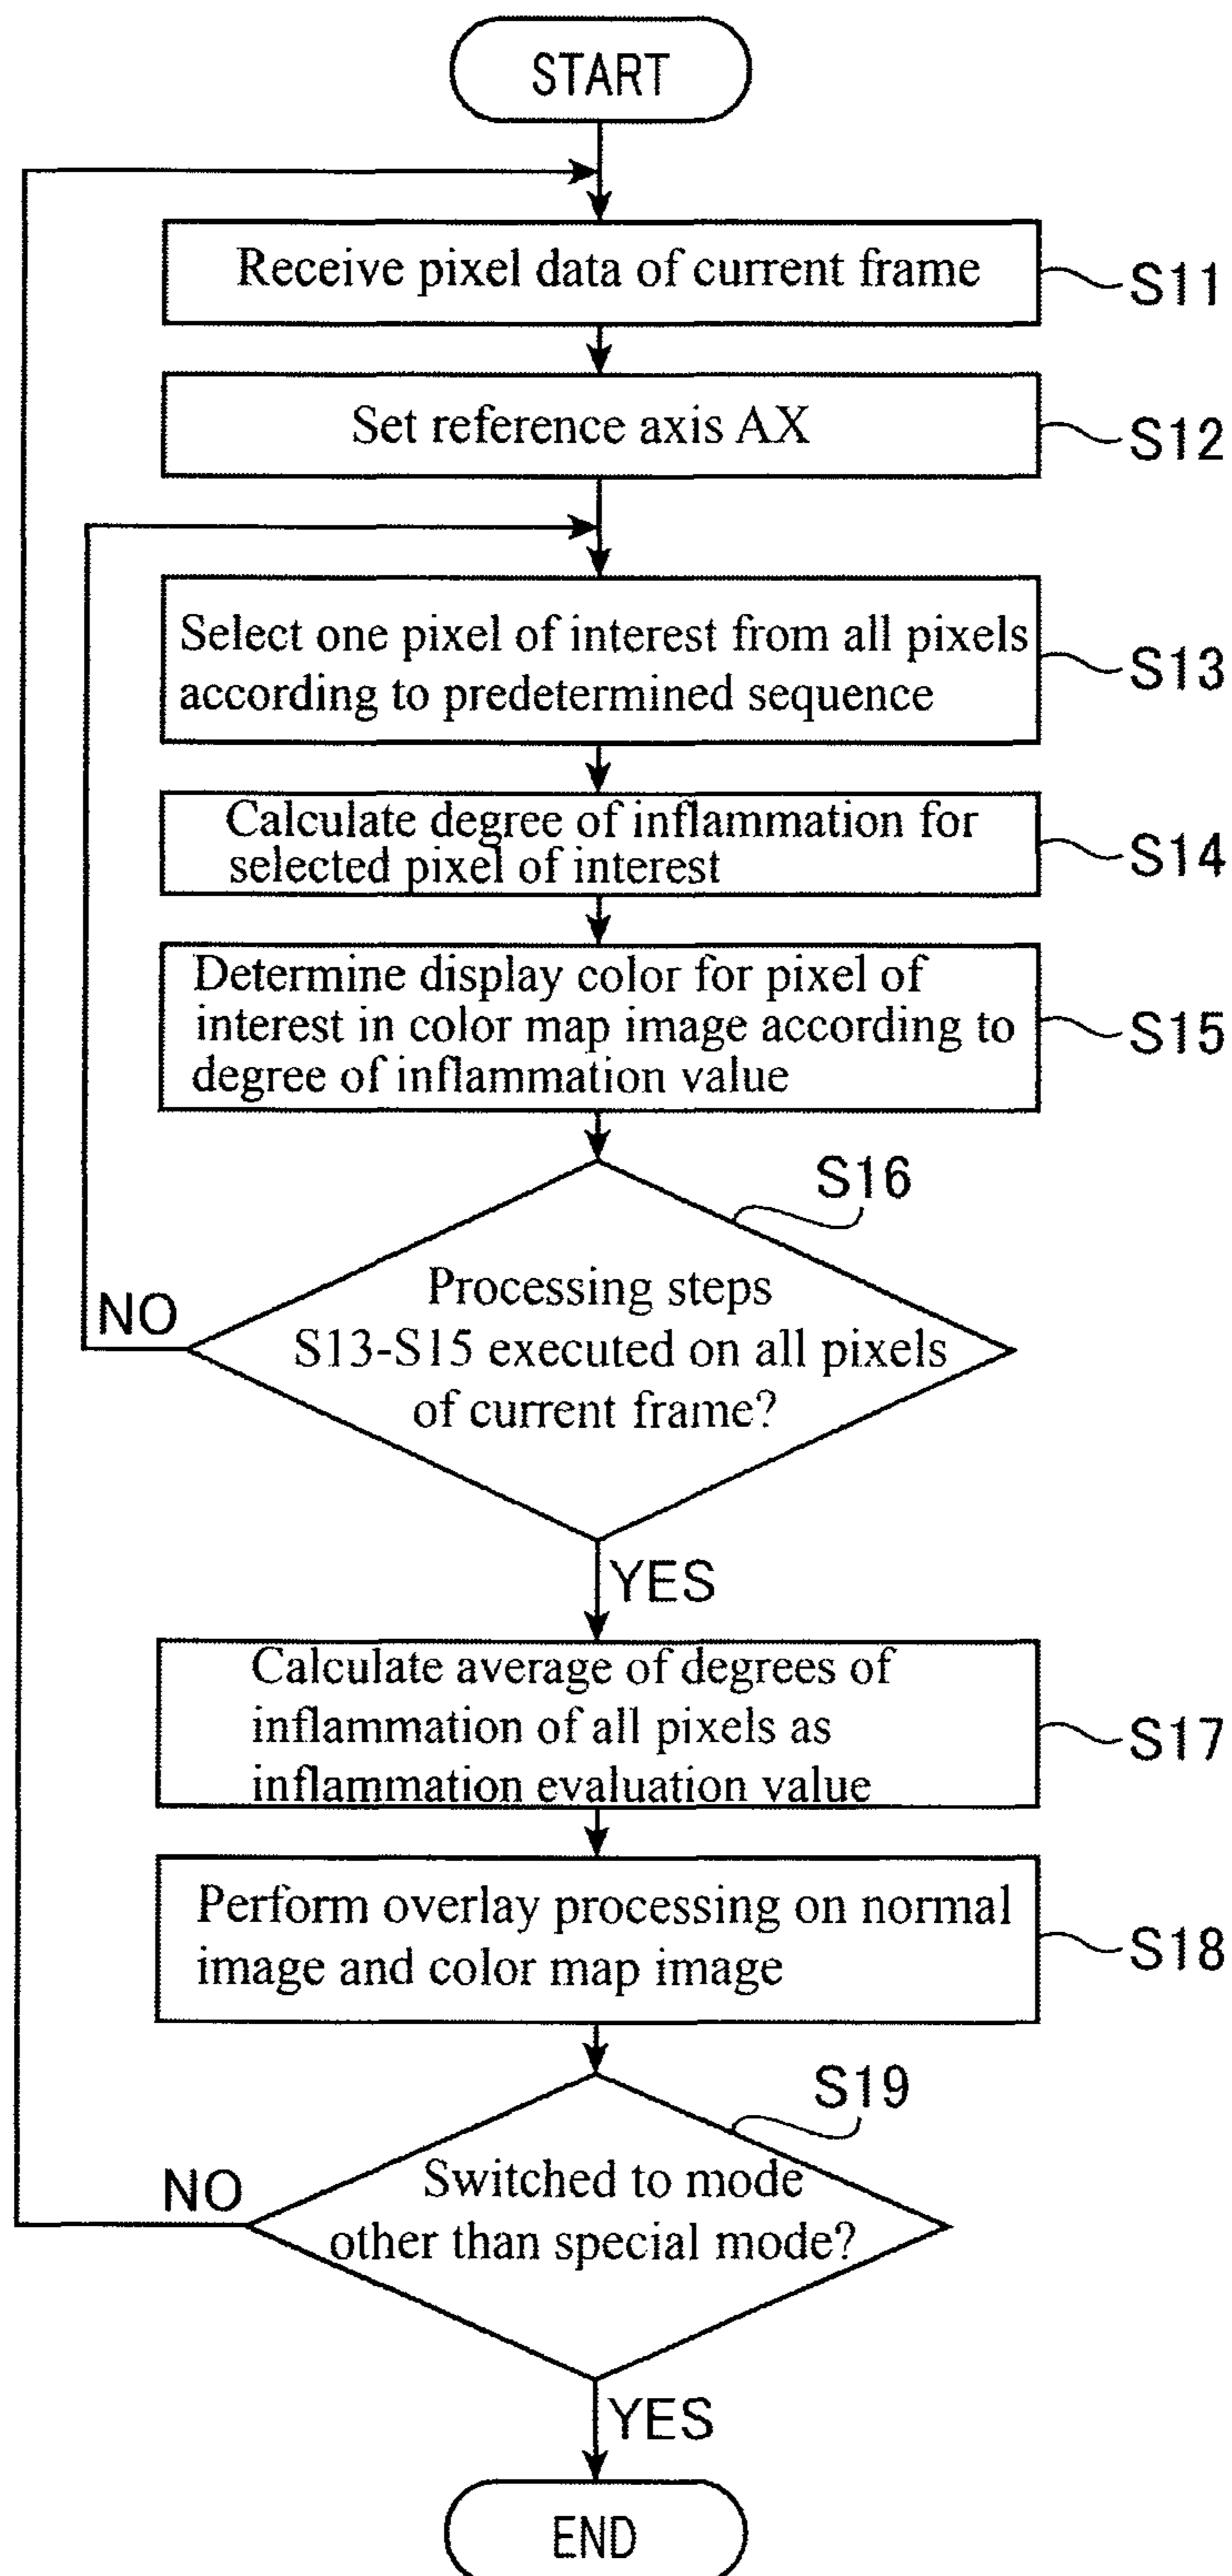 START
Receive pixel data of current frame
S11
Set reference axis AX
S12
Select one pixel of interest from all pixels
according to predetermined sequence
S13
Calculate degree of inflammation for
selected pixel of interest
S14
Determine display color for pixel of
interest in color map image according to
degree of inflammation value
S15
S16
Processing steps
S13-S15 executed on all pixels
of current frame?
NO
YES
Calculate average of degrees of
inflammation of all pixels as
inflammation evaluation value
S17
Perform overlay processing on normal
image and color map image
S18
S19
Switched to mode
other than special mode?
NO
YES
END